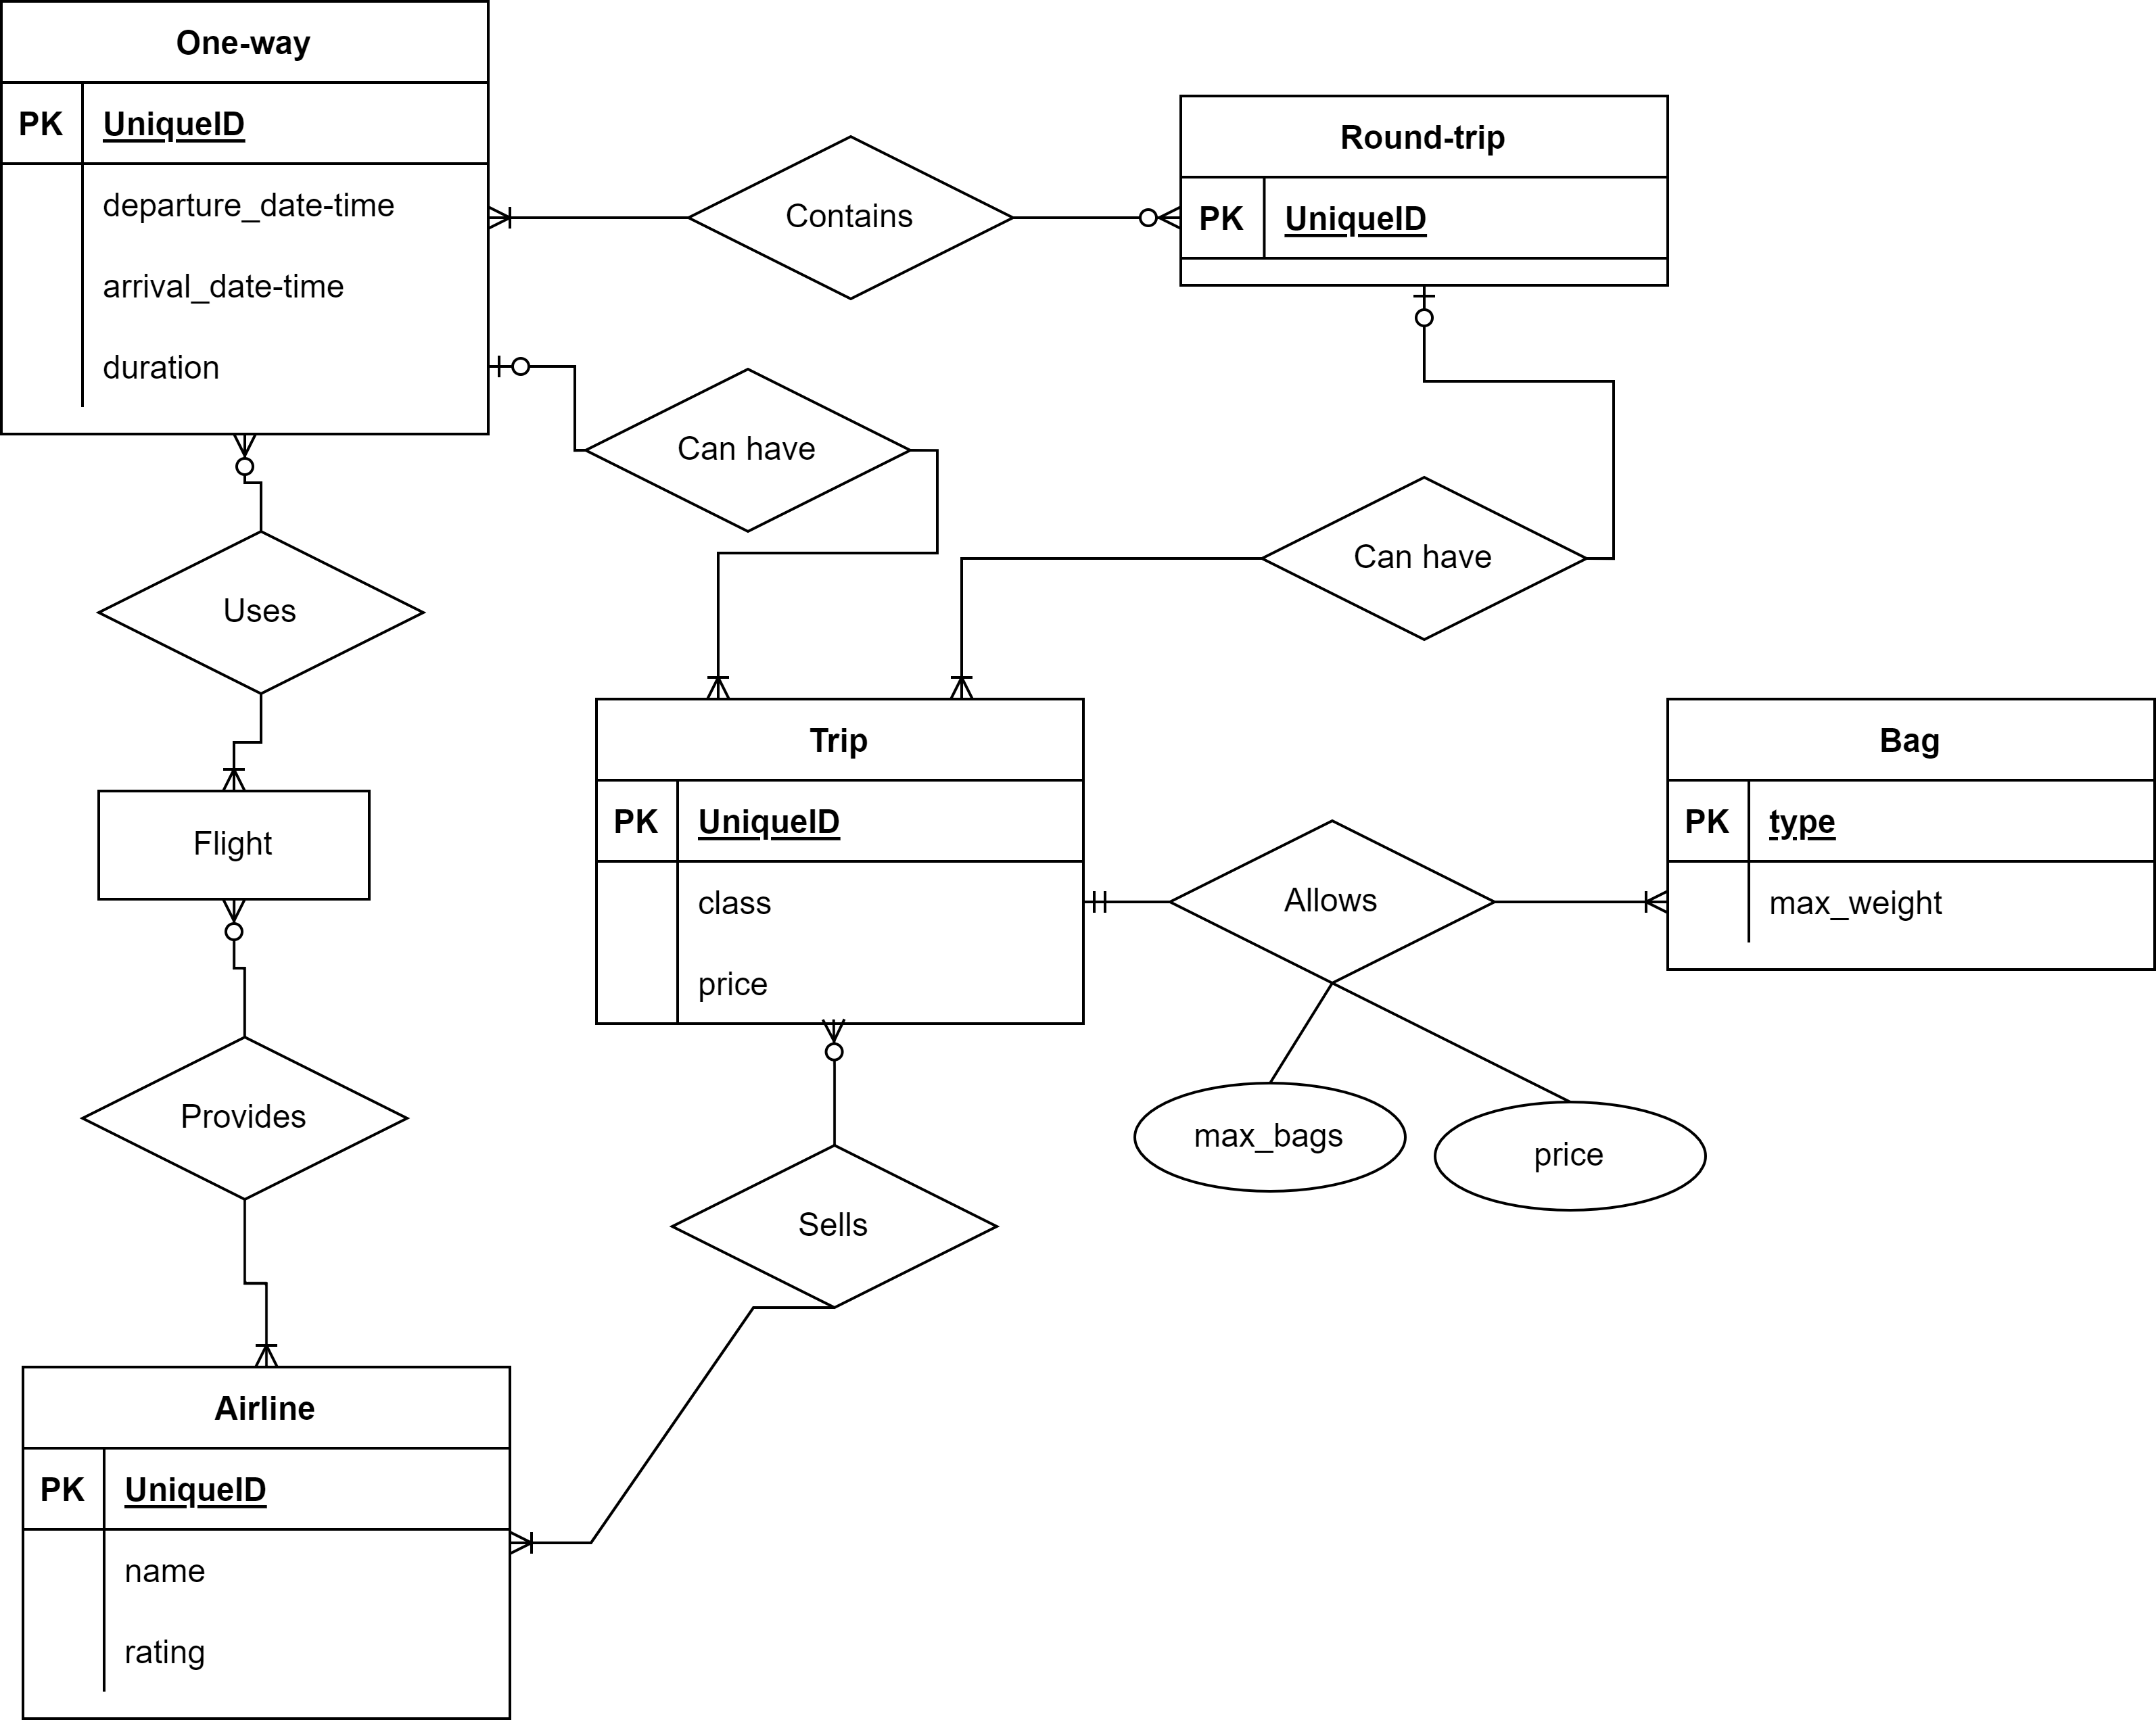 One-way
PK UniqueID
departure_date-time
arrival_date-time
duration
Contains
Round-trip
PK UniqueID
Can have
Can have
Uses
Flight
Trip
PK UniqueID
class
price
Allows
Bag
PK type
max_weight
max_bags
price
Provides
Sells
Airline
PK UniqueID
name
rating